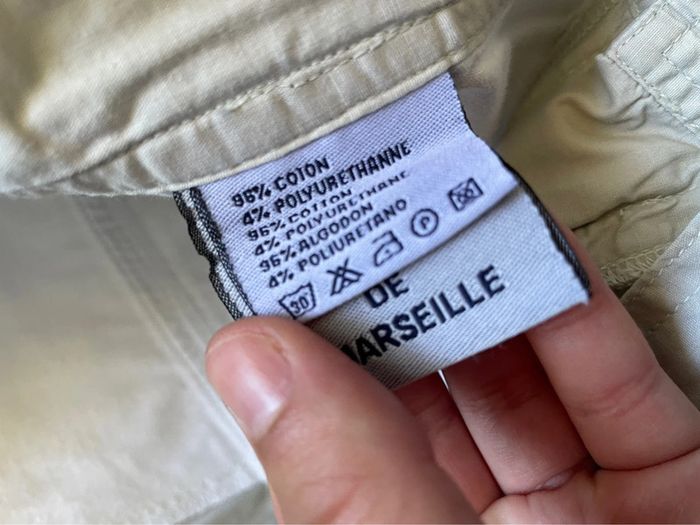 96% COTON
4% POLYURETHANNE
96% COTTON
4% POLYURETHANE
96% ALGODON
4% POLIURETANO
30° P
DE
MARSEILLE